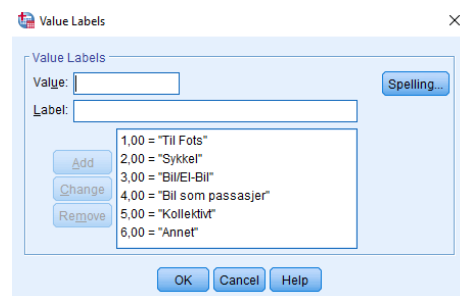 Value Labels
Value Labels
Value:
Spelling...
Label:
1,00 = "Til Fots"
2,00 = "Sykkel"
3,00 = "Bil/El-Bil"
4,00 = "Bil som passasjer"
5,00 = "Kollektivt"
6,00 = "Annet"
Add
Change
Remove
OK Cancel Help